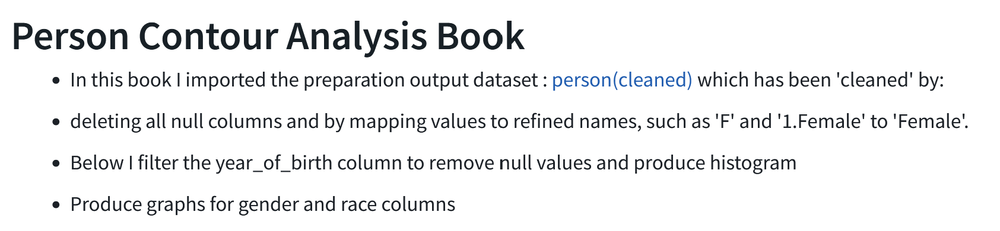 Person Contour Analysis Book
• In this book I imported the preparation output dataset : person(cleaned) which has been 'cleaned' by:
• deleting all null columns and by mapping values to refined names, such as 'F' and '1.Female' to 'Female'.
• Below I filter the year_of_birth column to remove null values and produce histogram
• Produce graphs for gender and race columns